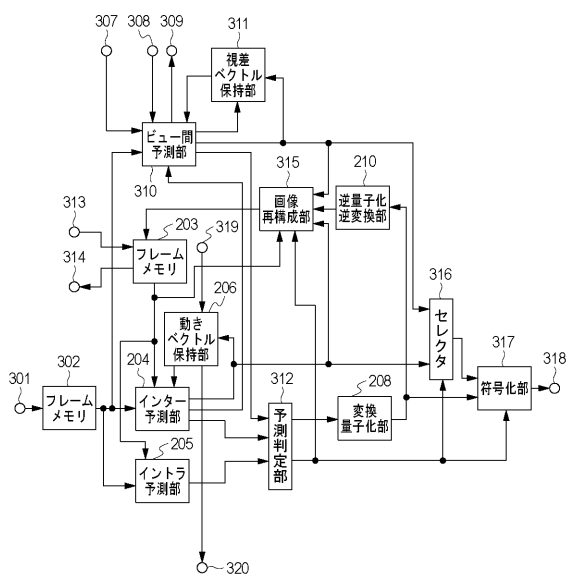 307
308
309
311
視差
ベクトル
保持部
ビュー間
予測部
310
315
210
画像
再構成部
逆量子化
逆変換部
313
203
319
フレーム
メモリ
314
206
316
動き
ベクトル
保持部
セレクタ
204
302
312
208
317
318
301
フレーム
メモリ
インター
予測部
予測判定部
変換
量子化部
符号化部
205
イントラ
予測部
320